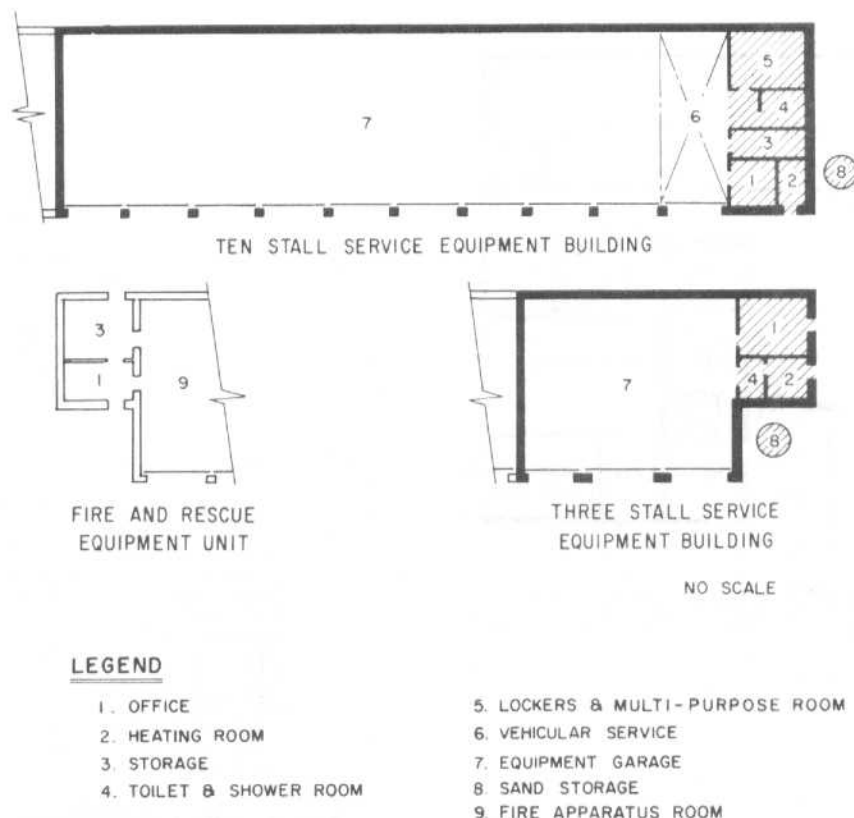 5
4
7
6
3
8
1
2
TEN STALL SERVICE EQUIPMENT BUILDING
3
1
9
1
7
4
2
8
FIRE AND RESCUE
EQUIPMENT UNIT
THREE STALL SERVICE
EQUIPMENT BUILDING
NO SCALE
LEGEND
1. OFFICE
2. HEATING ROOM
3. STORAGE
4. TOILET & SHOWER ROOM
5. LOCKERS & MULTI-PURPOSE ROOM
6. VEHICULAR SERVICE
7. EQUIPMENT GARAGE
8. SAND STORAGE
9. FIRE APPARATUS ROOM